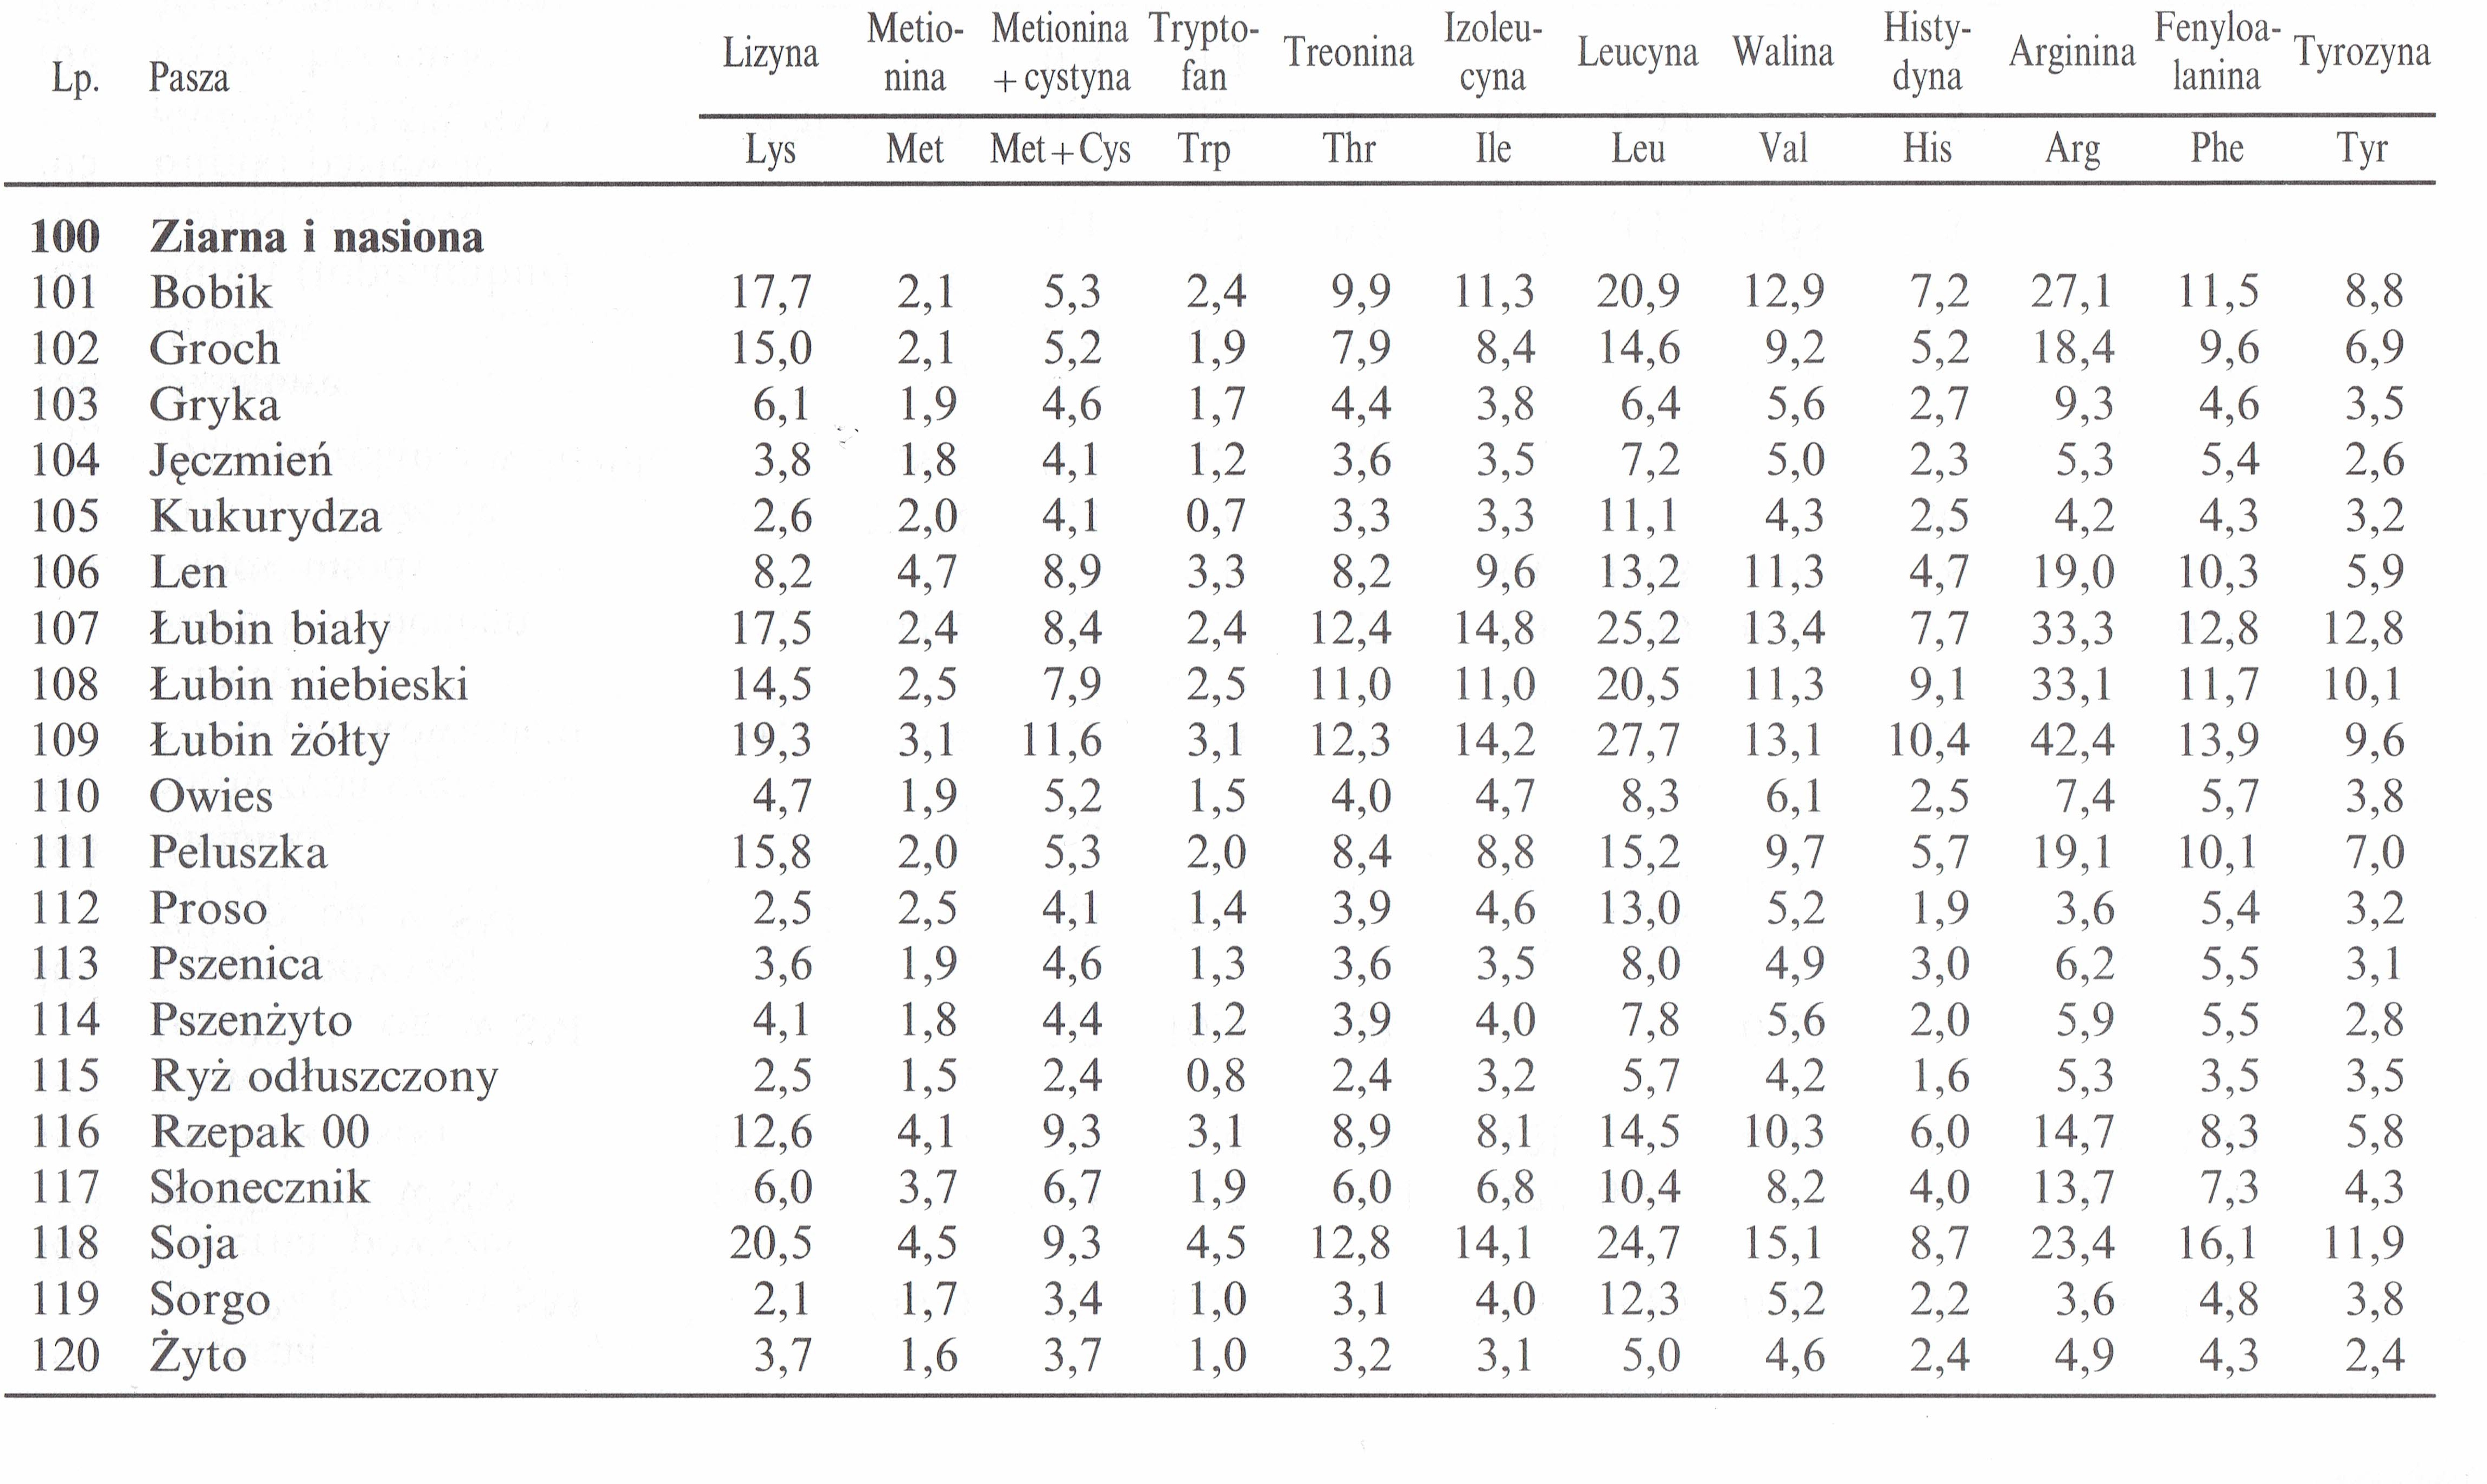 Lp. Pasza Lizyna Metio-nina Metionina + cystyna Trypto-fan Treonina Izoleu-cyna Leucyna Walina Histy-dyna Arginina Fenyloa-lanina Tyrozyna
Lys Met Met + Cys Trp Thr Ile Leu Val His Arg Phe Tyr
100 Ziarna i nasiona
101 Bobik 17,7 2,1 5,3 2,4 9,9 11,3 20,9 12,9 7,2 27,1 11,5 8,8
102 Groch 15,0 2,1 5,2 1,9 7,9 8,4 14,6 9,2 5,2 18,4 9,6 6,9
103 Gryka 6,1 1,9 4,6 1,7 4,4 3,8 6,4 5,6 2,7 9,3 4,6 3,5
104 Jęczmień 3,8 1,8 4,1 1,2 3,6 3,5 7,2 5,0 2,3 5,3 5,4 2,6
105 Kukurydza 2,6 2,0 4,1 0,7 3,3 3,3 11,1 4,3 2,5 4,2 4,3 3,2
106 Len 8,2 4,7 8,9 3,3 8,2 9,6 13,2 11,3 4,7 19,0 10,3 5,9
107 Łubin biały 17,5 2,4 8,4 2,4 12,4 14,8 25,2 13,4 7,7 33,3 12,8 12,8
108 Łubin niebieski 14,5 2,5 7,9 2,5 11,0 11,0 20,5 11,3 9,1 33,1 11,7 10,1
109 Łubin żółty 19,3 3,1 11,6 3,1 12,3 14,2 27,7 13,1 10,4 42,4 13,9 9,6
110 Owies 4,7 1,9 5,2 1,5 4,0 4,7 8,3 6,1 2,5 7,4 5,7 3,8
111 Peluszka 15,8 2,0 5,3 2,0 8,4 8,8 15,2 9,7 5,7 19,1 10,1 7,0
112 Proso 2,5 2,5 4,1 1,4 3,9 4,6 13,0 5,2 1,9 3,6 5,4 3,2
113 Pszenica 3,6 1,9 4,6 1,3 3,6 3,5 8,0 4,9 3,0 6,2 5,5 3,1
114 Pszenżyto 4,1 1,8 4,4 1,2 3,9 4,0 7,8 5,6 2,0 5,9 5,5 2,8
115 Ryż odłuszczony 2,5 1,5 2,4 0,8 2,4 3,2 5,7 4,2 1,6 5,3 3,5 3,5
116 Rzepak 00 12,6 4,1 9,3 3,1 8,9 8,1 14,5 10,3 6,0 14,7 8,3 5,8
117 Słonecznik 6,0 3,7 6,7 1,9 6,0 6,8 10,4 8,2 4,0 13,7 7,3 4,3
118 Soja 20,5 4,5 9,3 4,5 12,8 14,1 24,7 15,1 8,7 23,4 16,1 11,9
119 Sorgo 2,1 1,7 3,4 1,0 3,1 4,0 12,3 5,2 2,2 3,6 4,8 3,8
120 Żyto 3,7 1,6 3,7 1,0 3,2 3,1 5,0 4,6 2,4 4,9 4,3 2,4